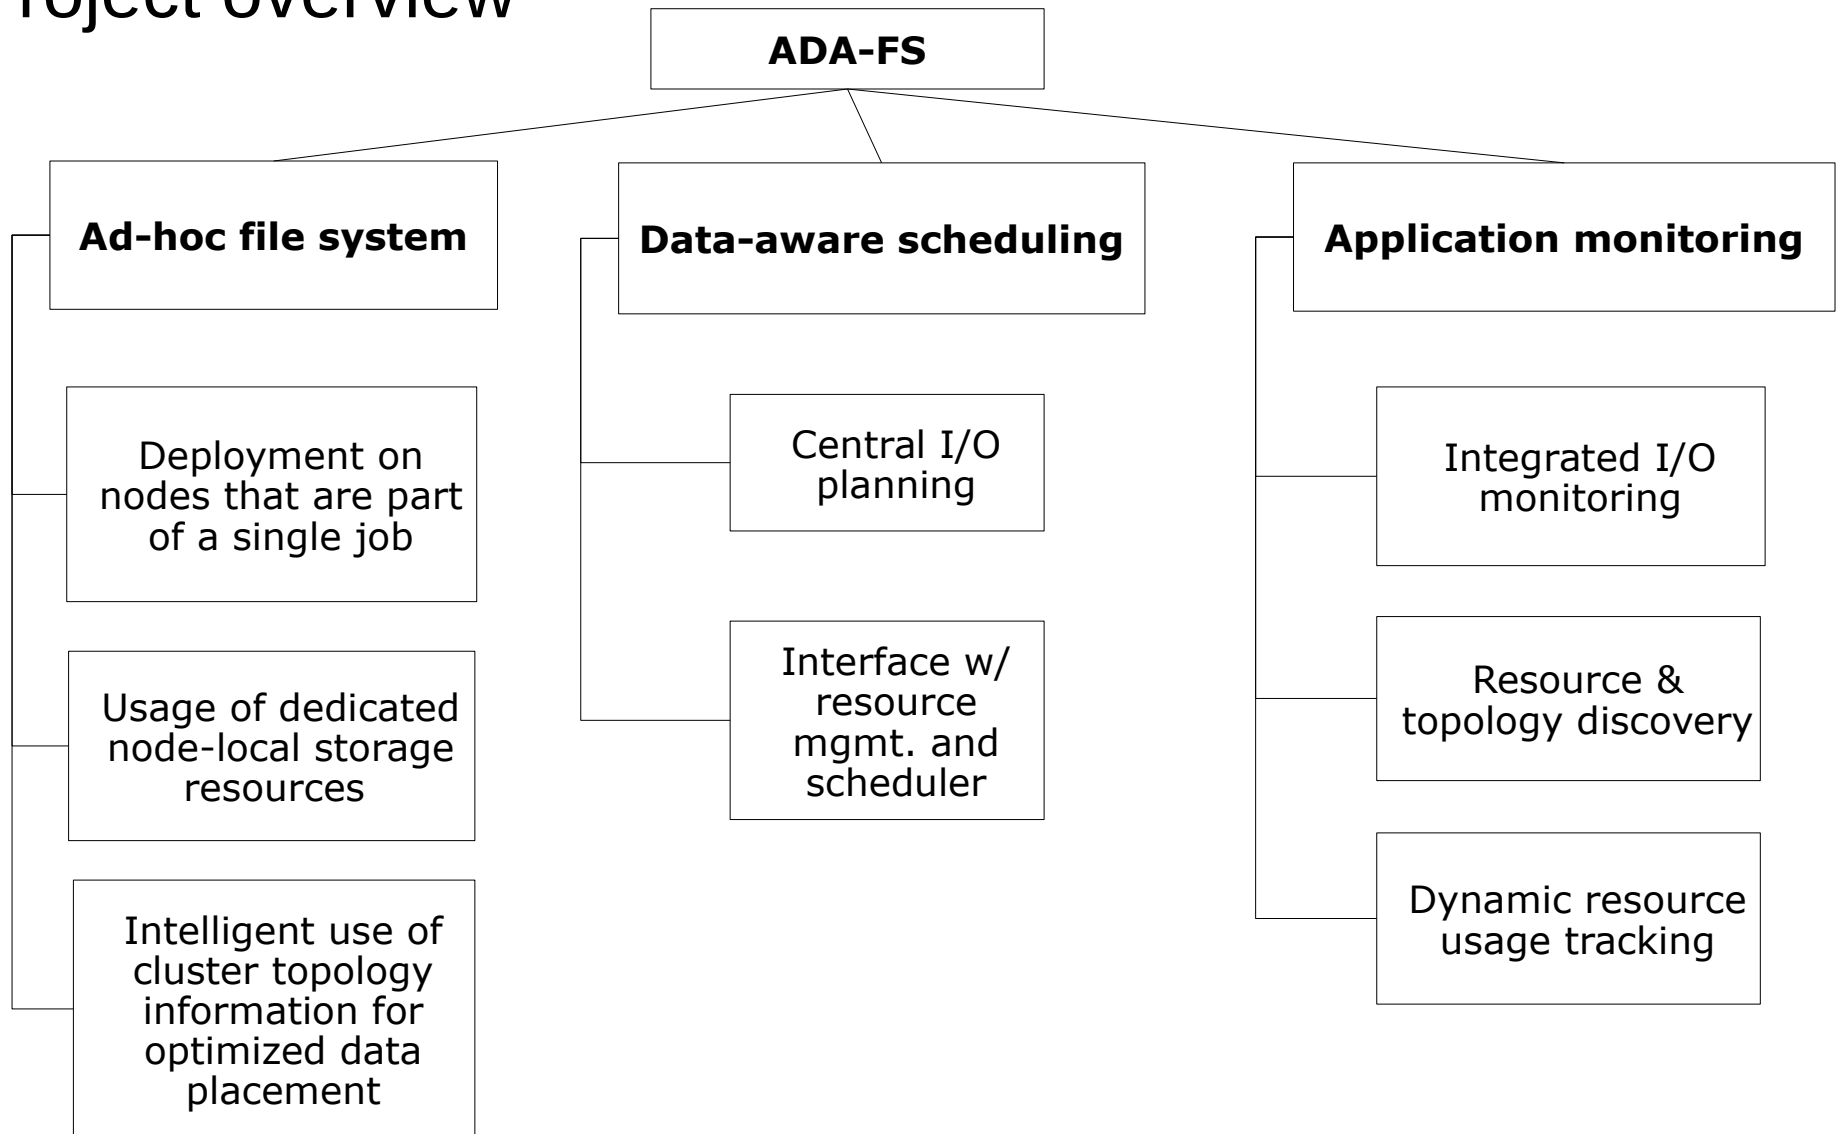 roject overview
ADA-FS
Ad-hoc file system
Deployment on
nodes that are part
of a single job
Usage of dedicated
node-local storage
resources
Intelligent use of
cluster topology
information for
optimized data
placement
Data-aware scheduling
Central I/O
planning
Interface w/
resource
mgmt. and
scheduler
Application monitoring
Integrated I/O
monitoring
Resource &
topology discovery
Dynamic resource
usage tracking